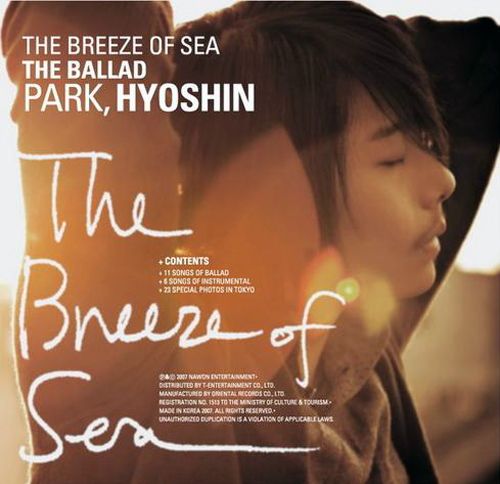 THE BREEZE OF SEA
THE BALLAD
PARK, HYOSHIN
The
Breeze of
Sea
+ CONTENTS
+ 11 SONGS OF BALLAD
+ 6 SONGS OF INSTRUMENTAL
+ 23 SPECIAL PHOTOS IN TOKYO
℗&© 2007 NAWON ENTERTAINMENT•
DISTRIBUTED BY T-ENTERTAINMENT CO., LTD.
MANUFACTURED BY ORIENTAL RECORDS CO., LTD.
REGISTRATION NO. 1513 TO THE MINISTRY OF CULTURE & TOURISM.•
MADE IN KOREA 2007. ALL RIGHTS RESERVED.•
UNAUTHORIZED DUPLICATION IS A VIOLATION OF APPLICABLE LAWS.